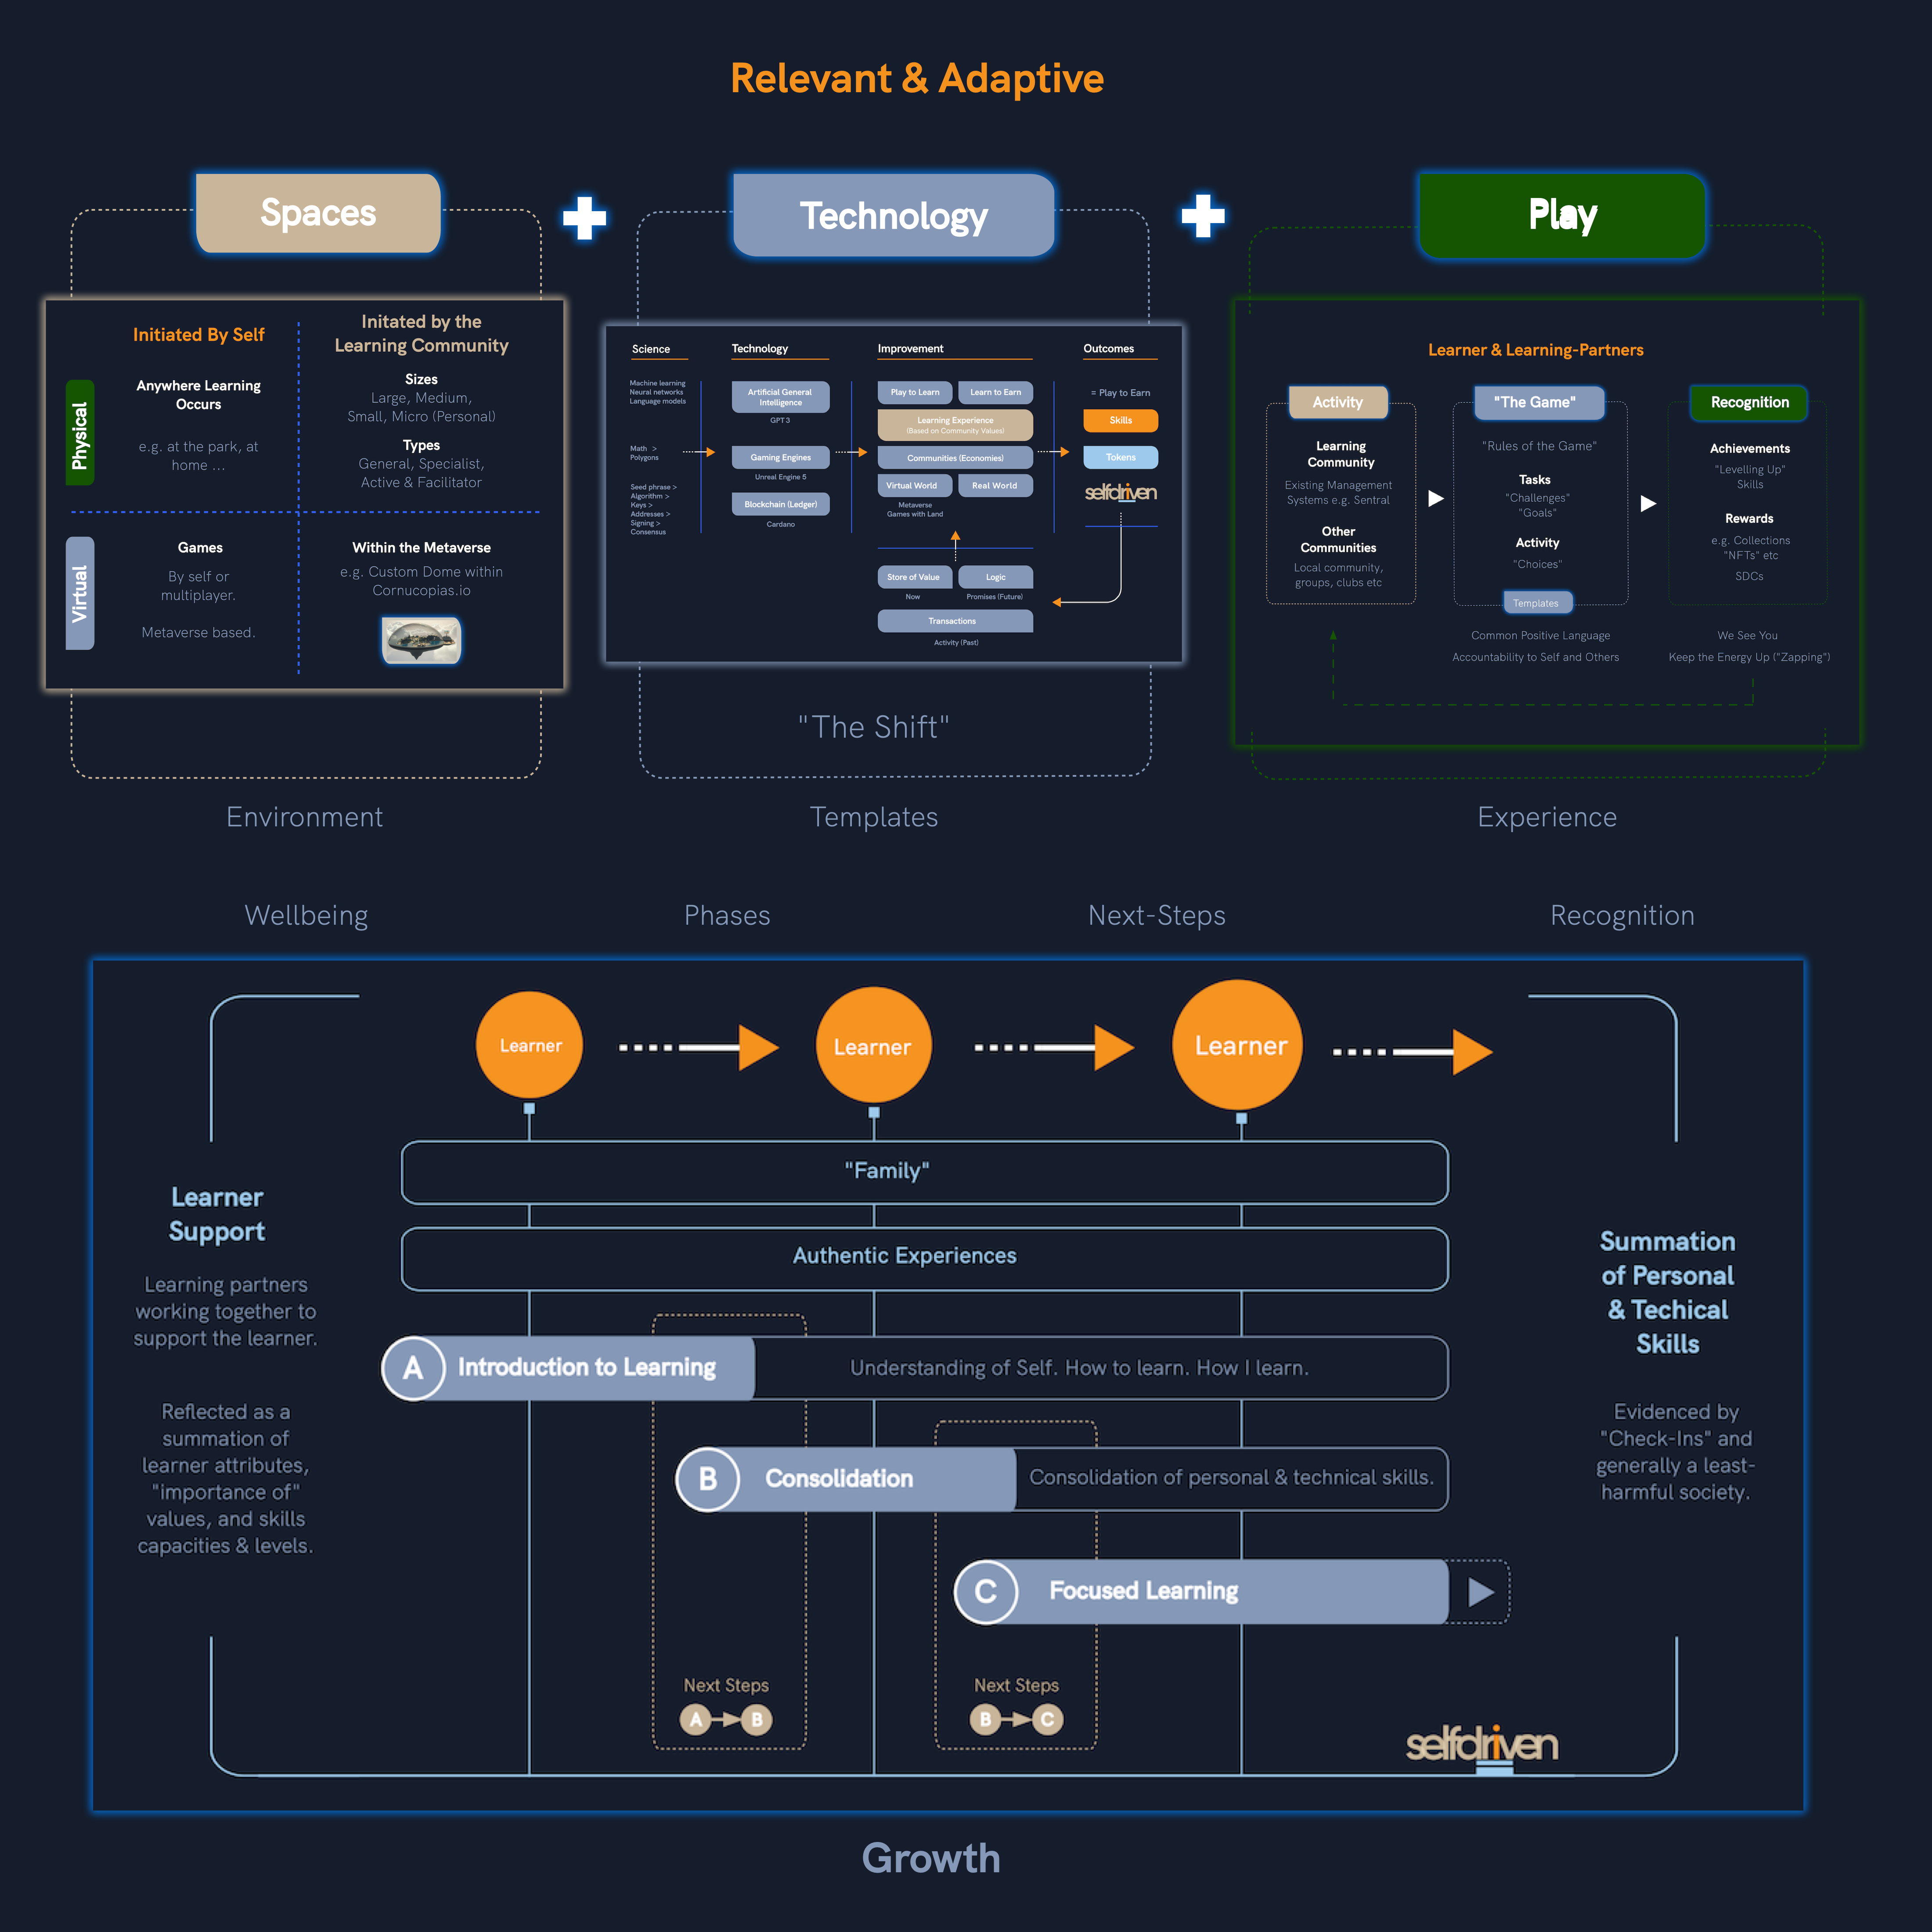 Relevant & Adaptive
Spaces
Technology
Play
Initiated By Self
Initated by the
Learning Community
Physical
Anywhere Learning
Occurs
e.g. at the park, at
home ...
Sizes
Large, Medium,
Small, Micro (Personal)
Types
General, Specialist,
Active & Facilitator
Virtual
Games
By self or
multiplayer.
Metaverse based.
Within the Metaverse
e.g. Custom Dome within
Cornucopias.io
Environment
Science
Machine learning
Neural networks
Language models
Math >
Polygons
Seed phrase >
Algorithm >
Keys >
Addresses >
Signing >
Consensus
Technology
Artificial General
Intelligence
GPT 3
Gaming Engines
Unreal Engine 5
Blockchain (Ledger)
Cardano
Improvement
Play to Learn
Learn to Earn
Learning Experience
(Based on Community Values)
Communities (Economies)
Virtual World
Real World
Metaverse
Games with Land
Store of Value
Logic
Now
Promises (Future)
Transactions
Activity (Past)
Outcomes
= Play to Earn
Skills
Tokens
selfdriven
"The Shift"
Templates
Learner & Learning-Partners
Activity
Learning
Community
Existing Management
Systems e.g. Sentral
Other
Communities
Local community,
groups, clubs etc
"The Game"
"Rules of the Game"
Tasks
"Challenges"
"Goals"
Activity
"Choices"
Templates
Common Positive Language
Accountability to Self and Others
Recognition
Achievements
"Levelling Up"
Skills
Rewards
e.g. Collections
"NFTs" etc
SDCs
We See You
Keep the Energy Up ("Zapping")
Experience
Wellbeing
Phases
Next-Steps
Recognition
Learner
Learner
Learner
"Family"
Authentic Experiences
Learner
Support
Learning partners
working together to
support the learner.
Reflected as a
summation of
learner attributes,
"importance of"
values, and skills
capacities & levels.
A
Introduction to Learning
Understanding of Self. How to learn. How I learn.
B
Consolidation
Consolidation of personal & technical skills.
C
Focused Learning
Next Steps
A B
Next Steps
B C
Summation
of Personal
& Techical
Skills
Evidenced by
"Check-Ins" and
generally a least-
harmful society.
selfdriven
Growth